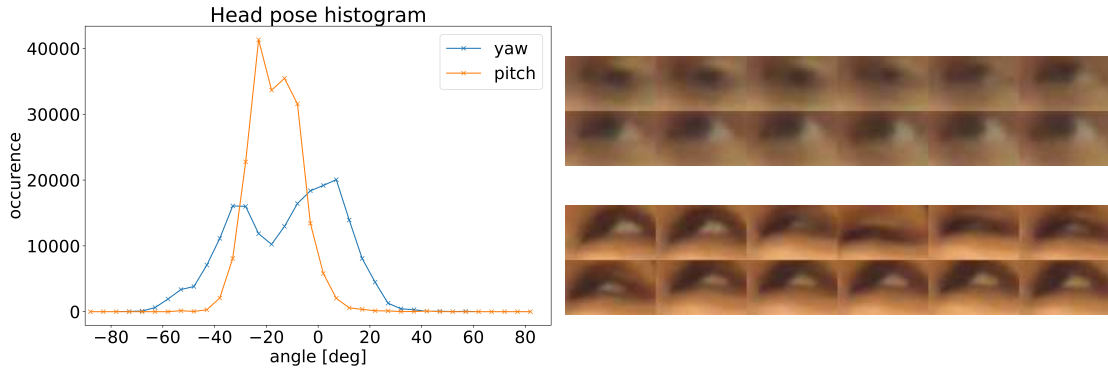 Head pose histogram
occurence
40000
30000
20000
10000
0
yaw
pitch
−80 −60 −40 −20 0 20 40 60 80
angle [deg]